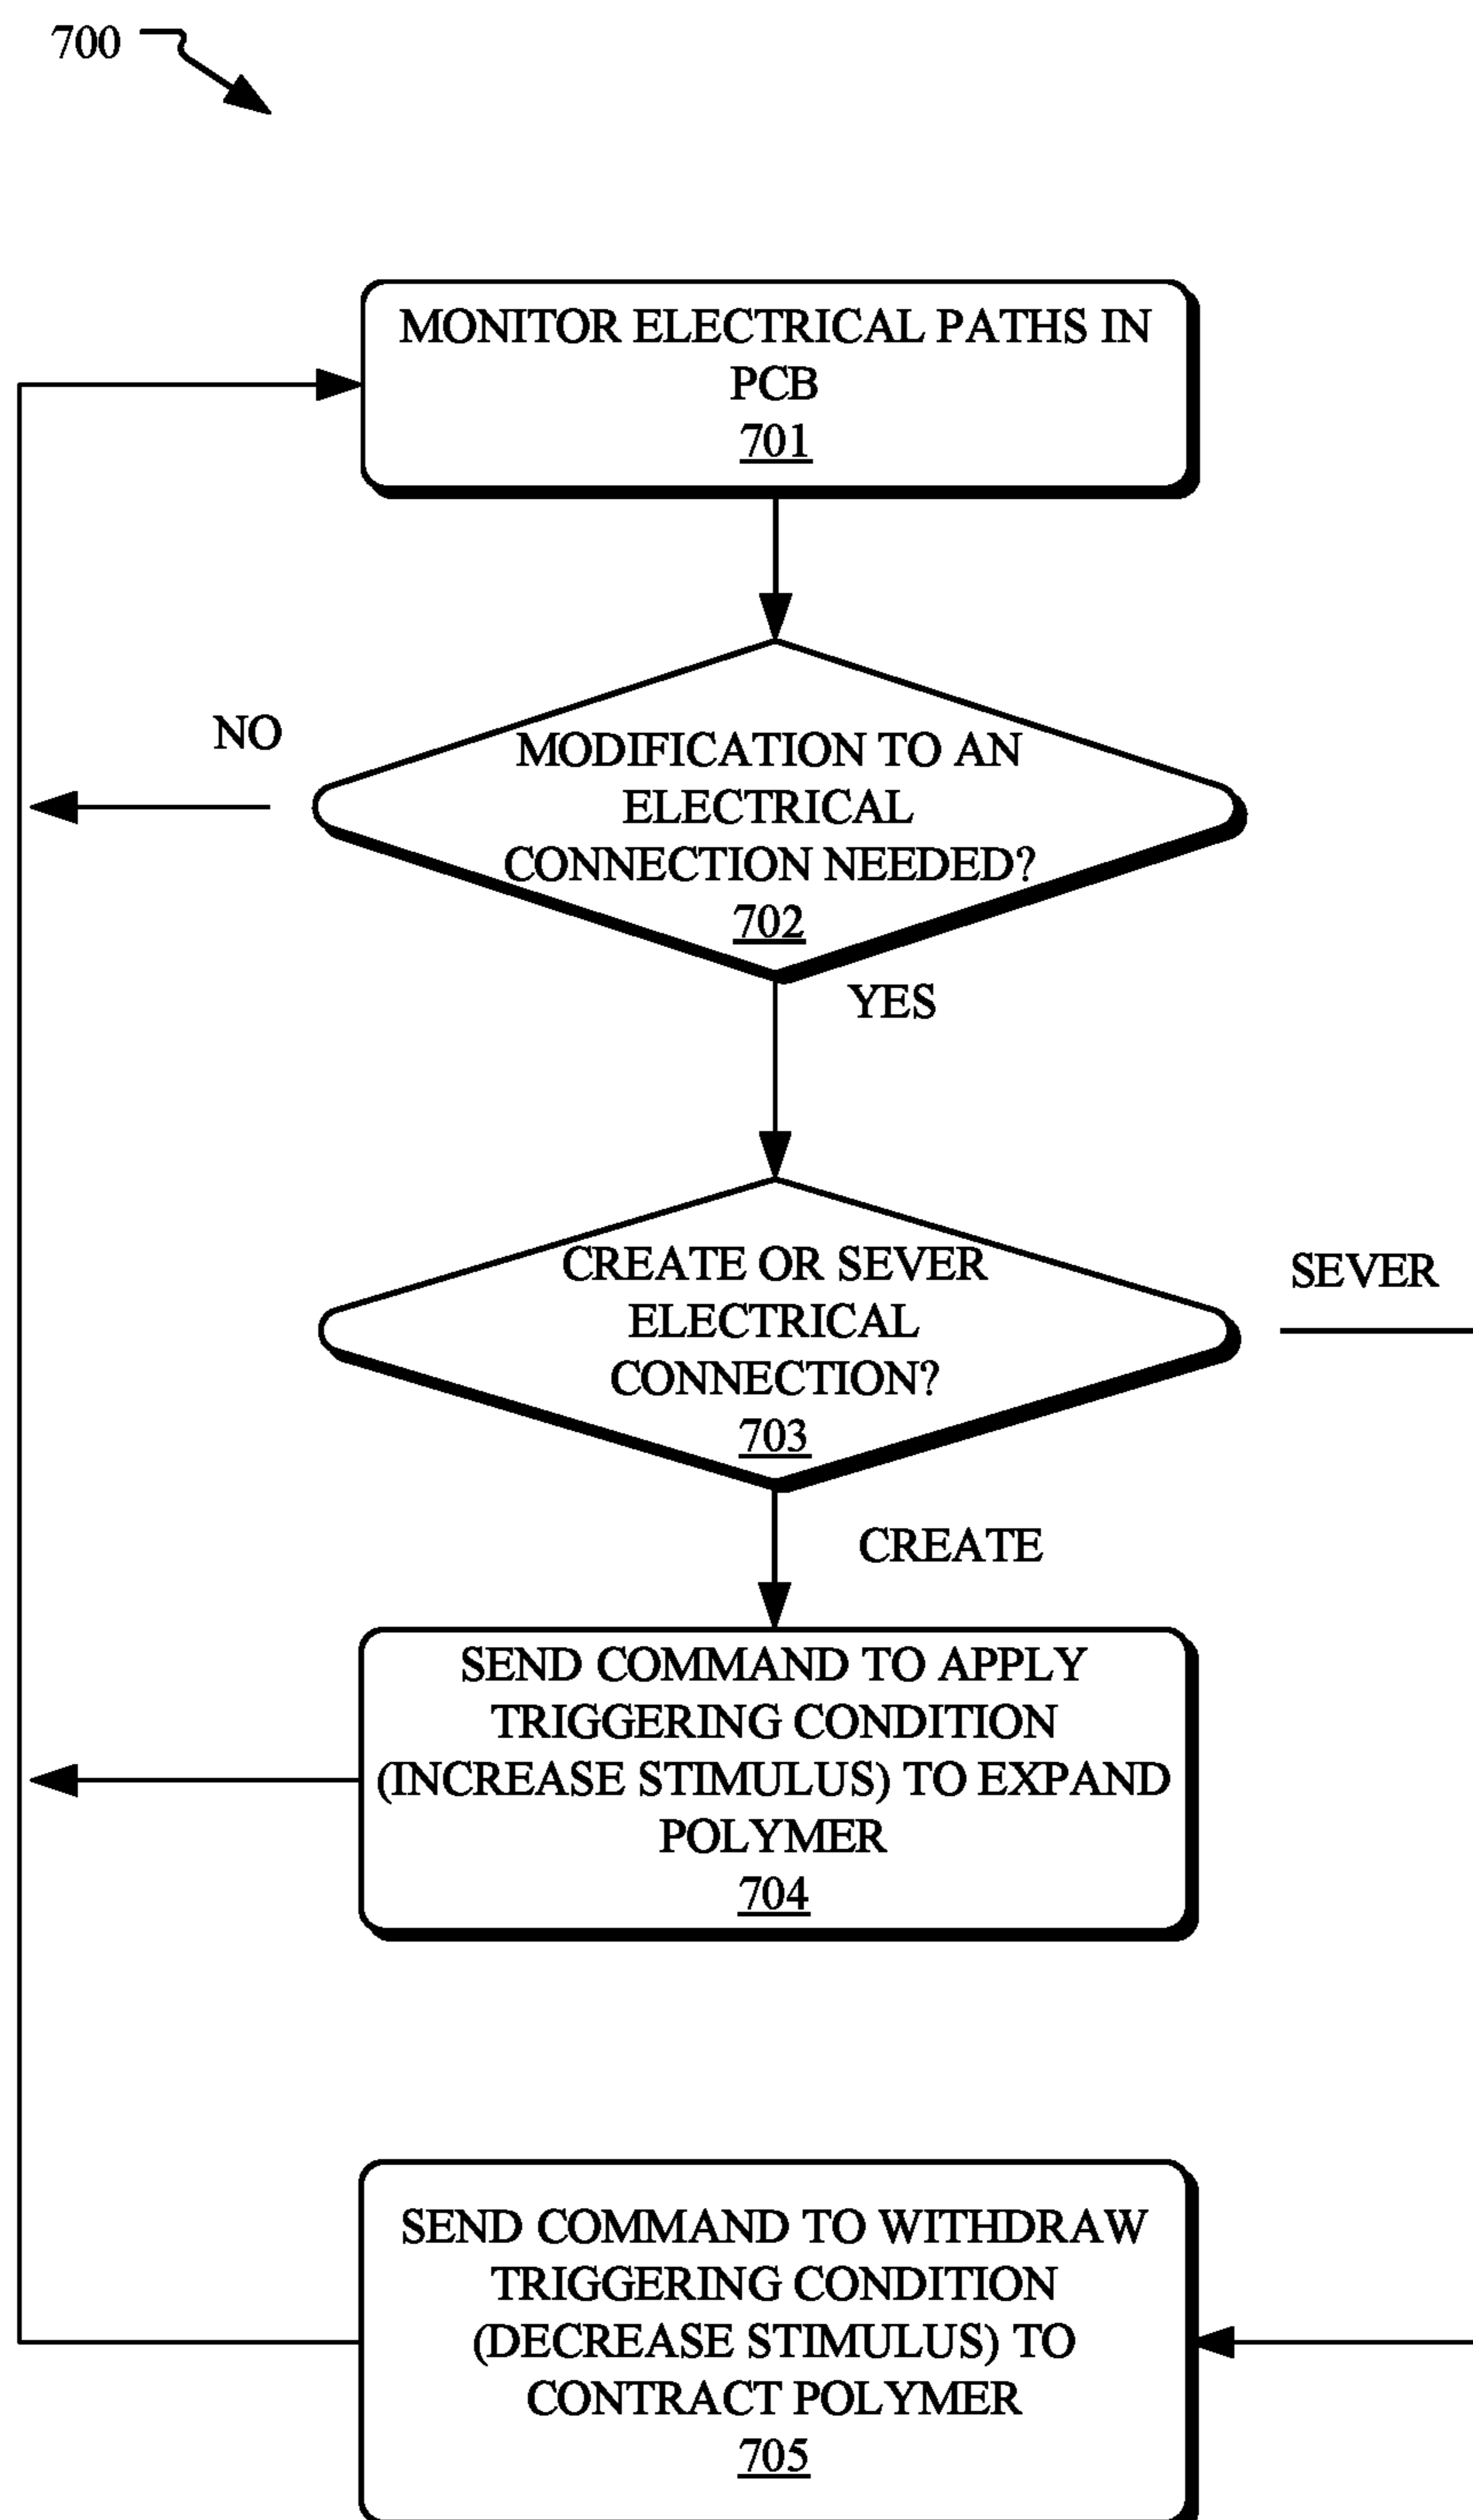 700
MONITOR ELECTRICAL PATHS IN
PCB
701
NO
MODIFICATION TO AN
ELECTRICAL
CONNECTION NEEDED?
702
YES
CREATE OR SEVER
ELECTRICAL
CONNECTION?
703
SEVER
CREATE
SEND COMMAND TO APPLY
TRIGGERING CONDITION
(INCREASE STIMULUS) TO EXPAND
POLYMER
704
SEND COMMAND TO WITHDRAW
TRIGGERING CONDITION
(DECREASE STIMULUS) TO
CONTRACT POLYMER
705